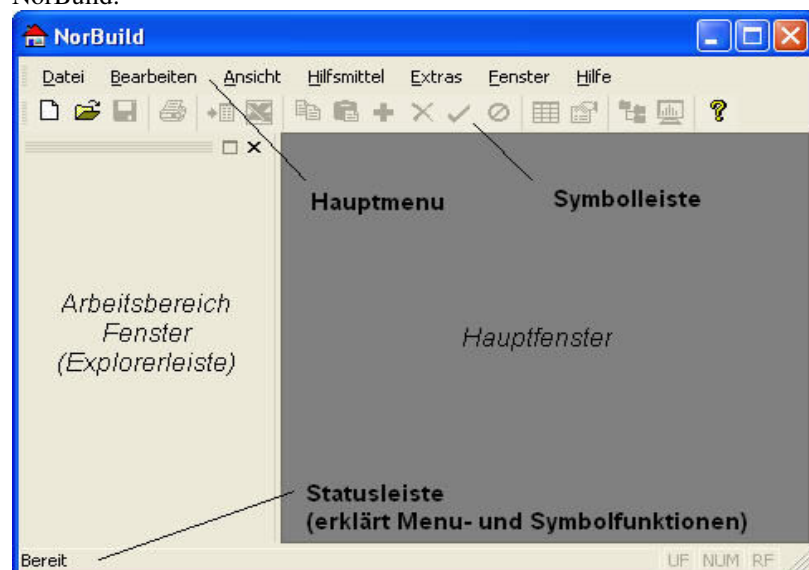 NorBuild.
NorBuild
Datei Bearbeiten Ansicht Hilfsmittel Extras Fenster Hilfe
Hauptmenu
Symbolleiste
Arbeitsbereich
Fenster
(Explorerleiste)
Hauptfenster
Statusleiste
(erklärt Menu- und Symbolfunktionen)
Bereit
UF NUM RF